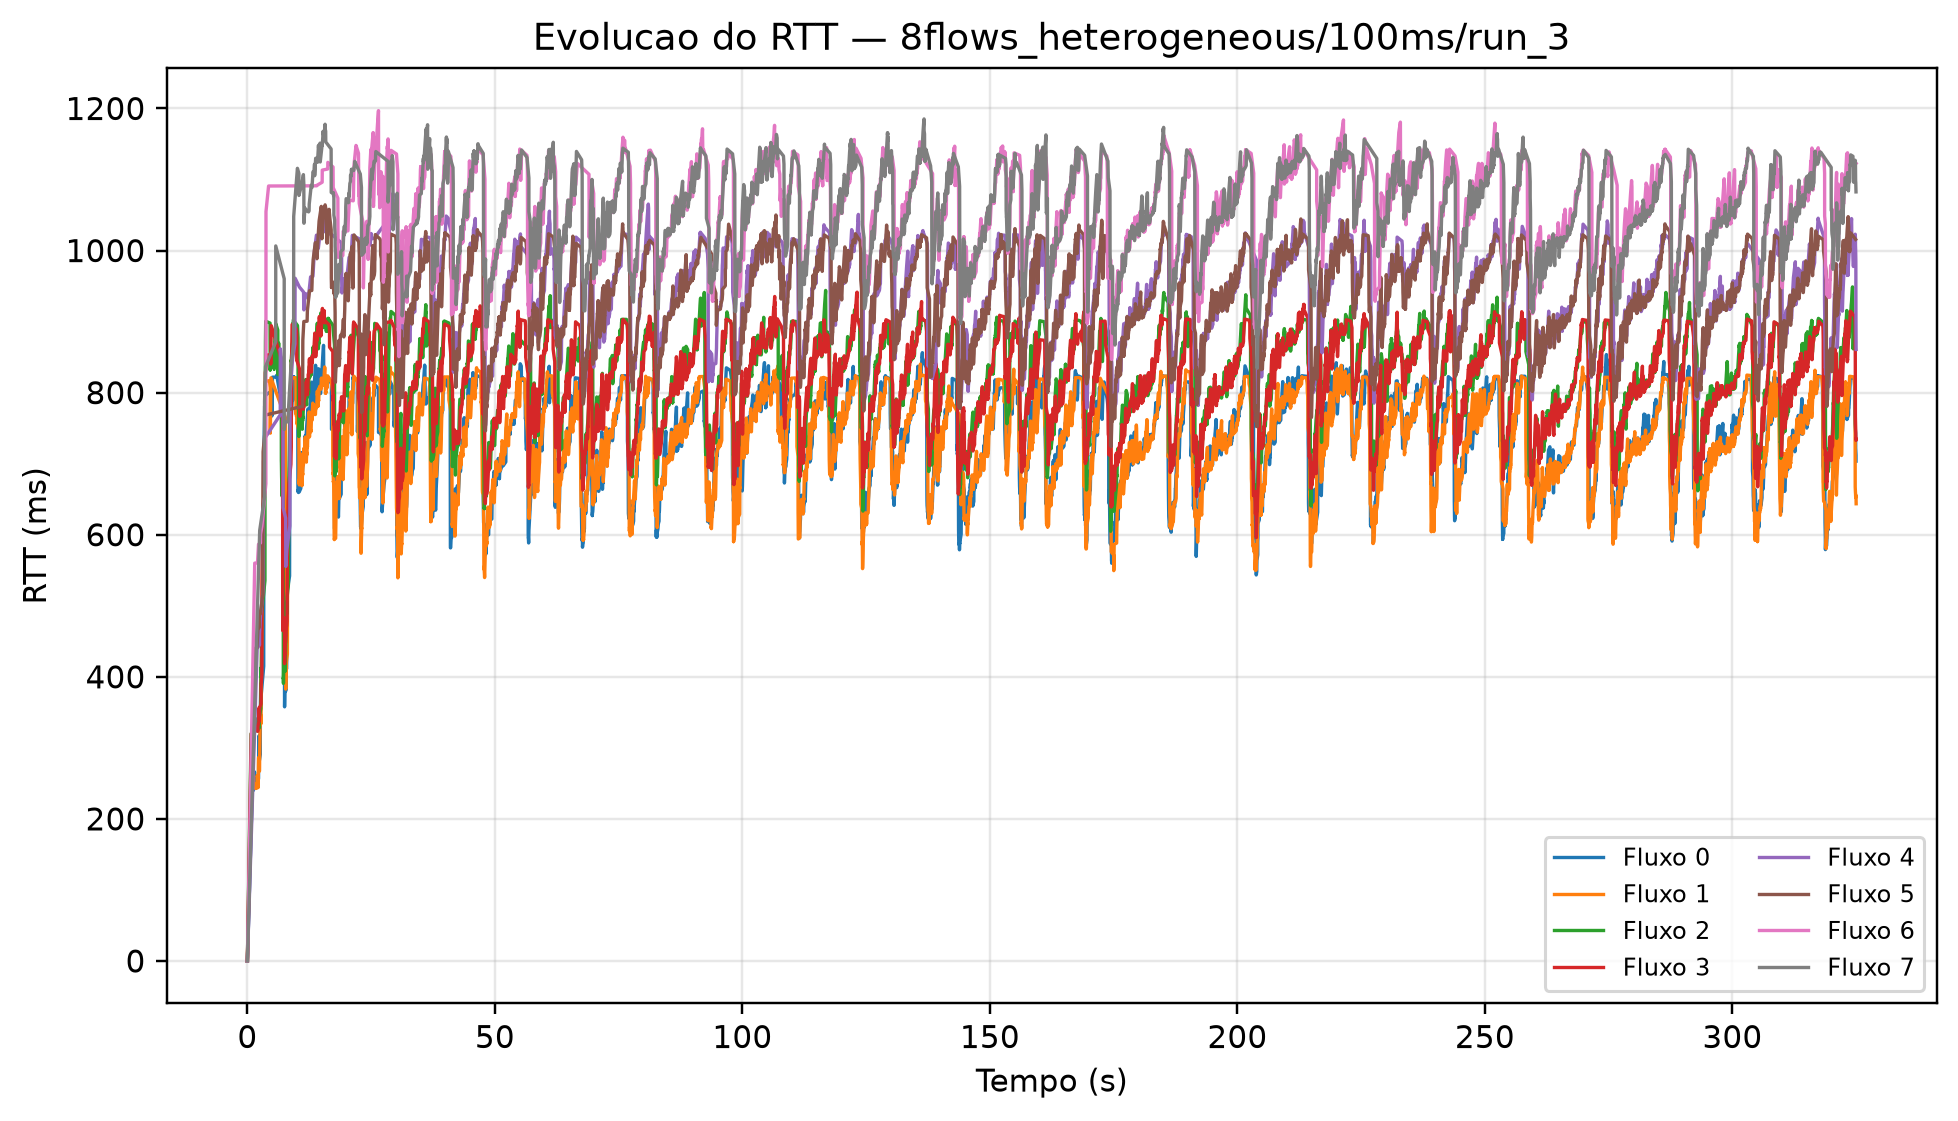 Evolucao do RTT — 8flows_heterogeneous/100ms/run_3
RTT (ms)
1200
1000
800
600
400
200
0
0 50 100 150 200 250 300
Tempo (s)
Fluxo 0
Fluxo 1
Fluxo 2
Fluxo 3
Fluxo 4
Fluxo 5
Fluxo 6
Fluxo 7